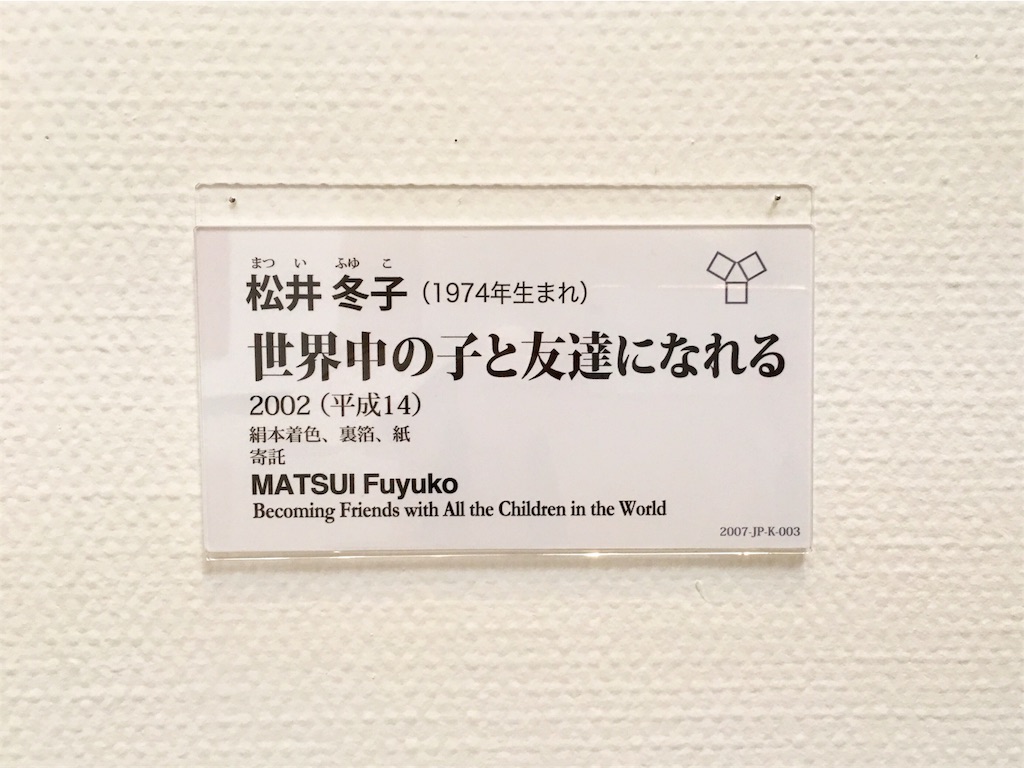 まつ い ふゆ こ
松井 冬子（1974年生まれ）
世界中の子と友達になれる
2002（平成14）
絹本着色、裏箔、紙
寄託
MATSUI Fuyuko
Becoming Friends with All the Children in the World
2007-JP-K-003